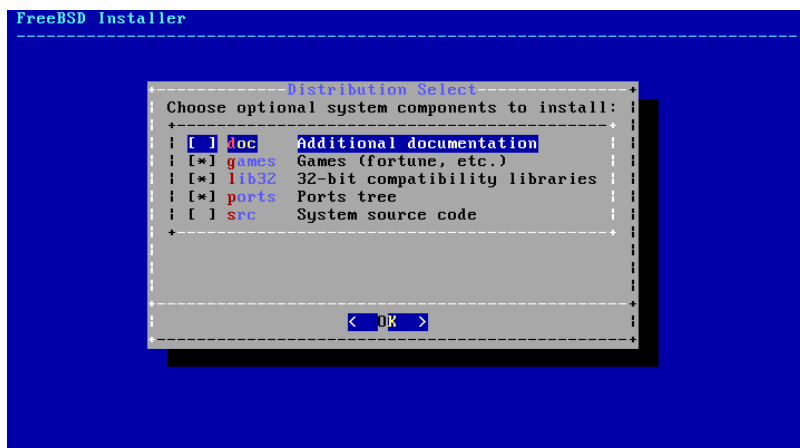 FreeBSD Installer
Distribution Select
Choose optional system components to install:
[ ] doc Additional documentation
[*] games Games (fortune, etc.)
[*] lib32 32-bit compatibility libraries
[*] ports Ports tree
[ ] src System source code
< OK >